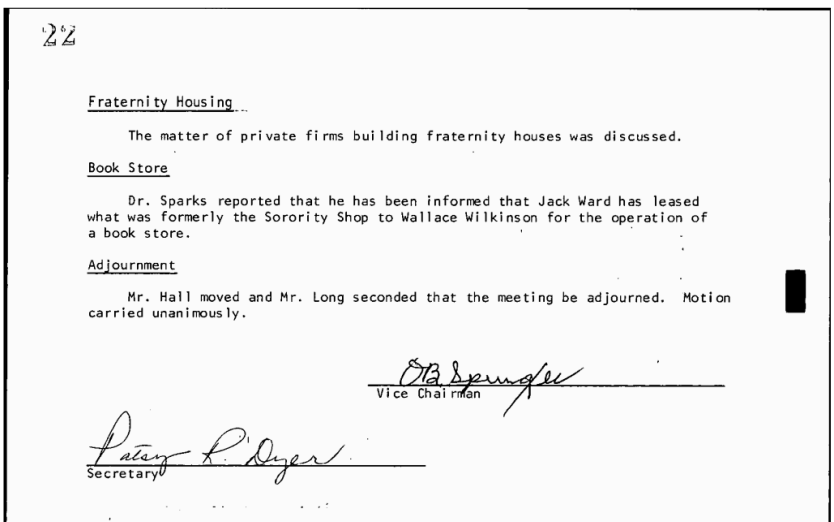 22
Fraternity Housing
The matter of private firms building fraternity houses was discussed.
Book Store
Dr. Sparks reported that he has been informed that Jack Ward has leased
what was formerly the Sorority Shop to Wallace Wilkinson for the operation of
a book store.
Adjournment
Mr. Hall moved and Mr. Long seconded that the meeting be adjourned. Motion
carried unanimously.
OB Springer
Vice Chairman
Patsy R. Dyer
Secretary